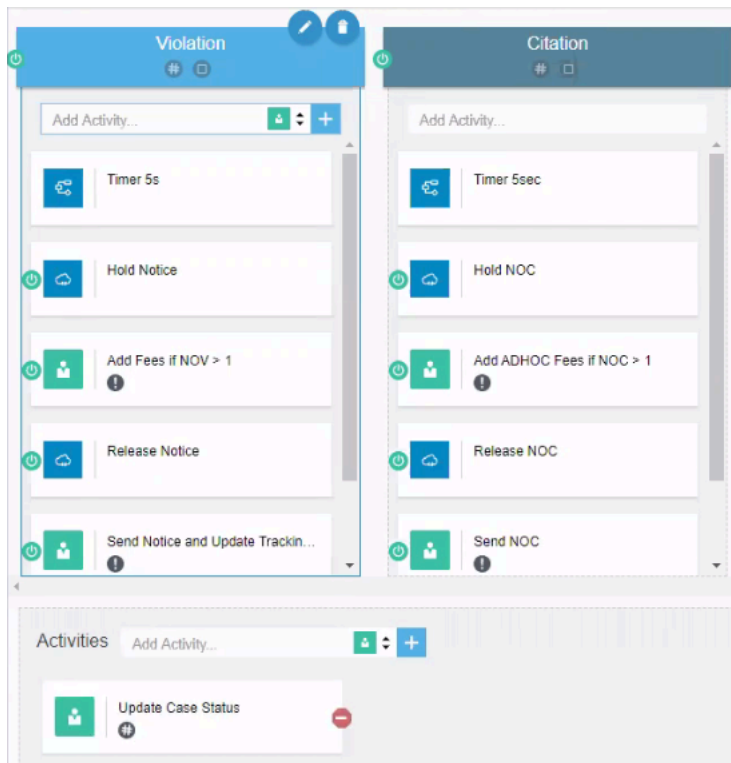 Violation
Add Activity...
Timer 5s
Hold Notice
Add Fees if NOV > 1
Release Notice
Send Notice and Update Trackin...
Citation
Add Activity...
Timer 5sec
Hold NOC
Add ADHOC Fees if NOC > 1
Release NOC
Send NOC
Activities
Add Activity...
Update Case Status